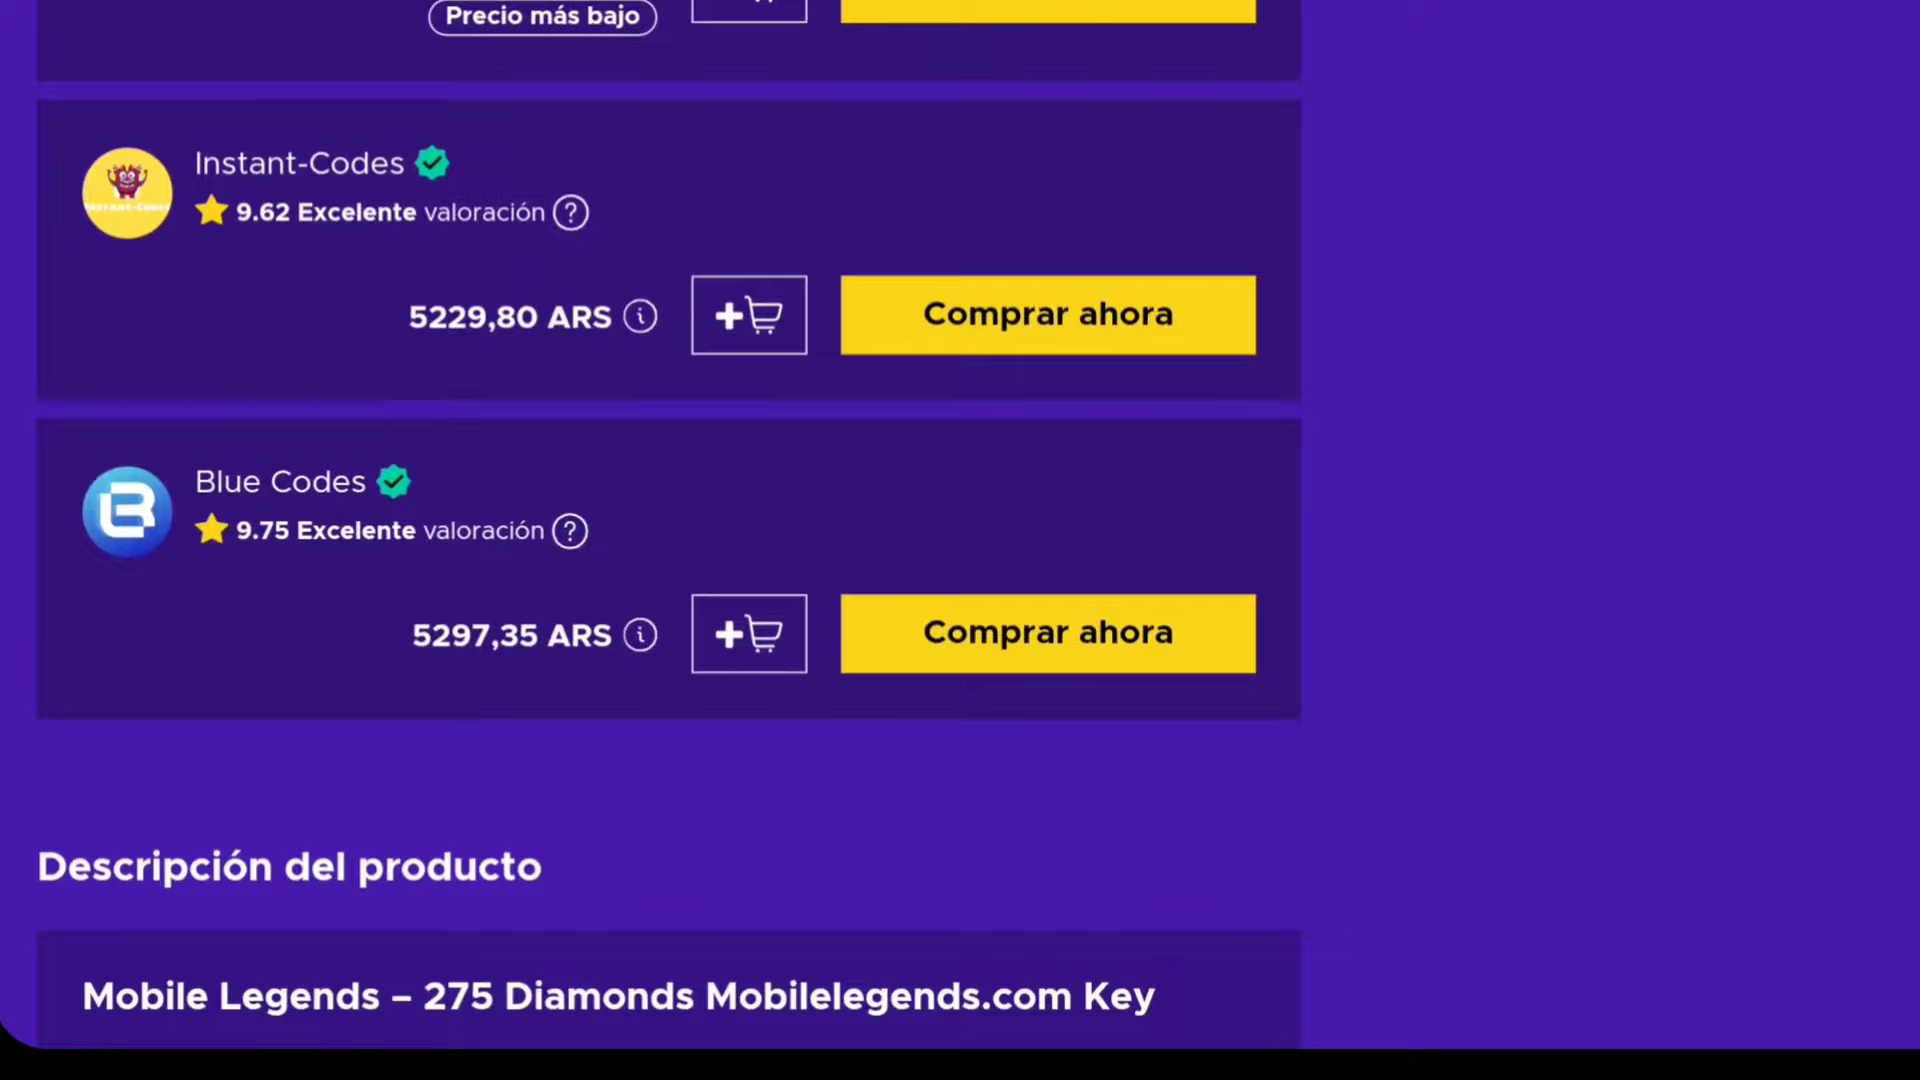 Precio más bajo
Instant-Codes
9.62 Excelente valoración
5229,80 ARS
Comprar ahora
Blue Codes
9.75 Excelente valoración
5297,35 ARS
Comprar ahora
Descripción del producto
Mobile Legends – 275 Diamonds Mobilelegends.com Key